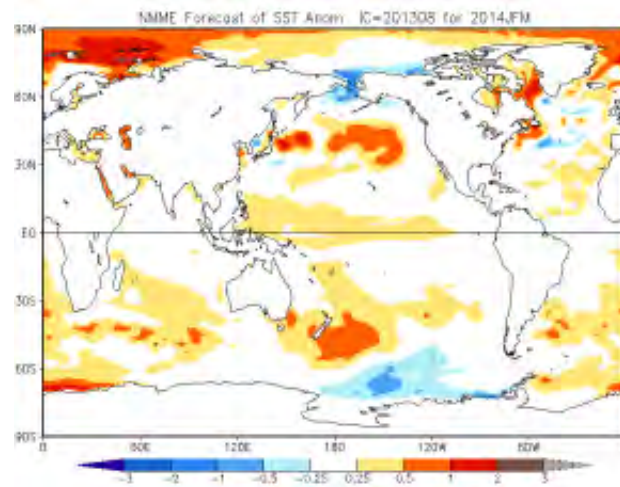 NMME Forecast of SST Anom IC=201308 for 2014JFM
90N
60N
30N
EQ
30S
60S
90S
0 60E 120E 180 120W 60W
-3 -2 -1 -0.5 -0.25 0.25 0.5 1 2 3